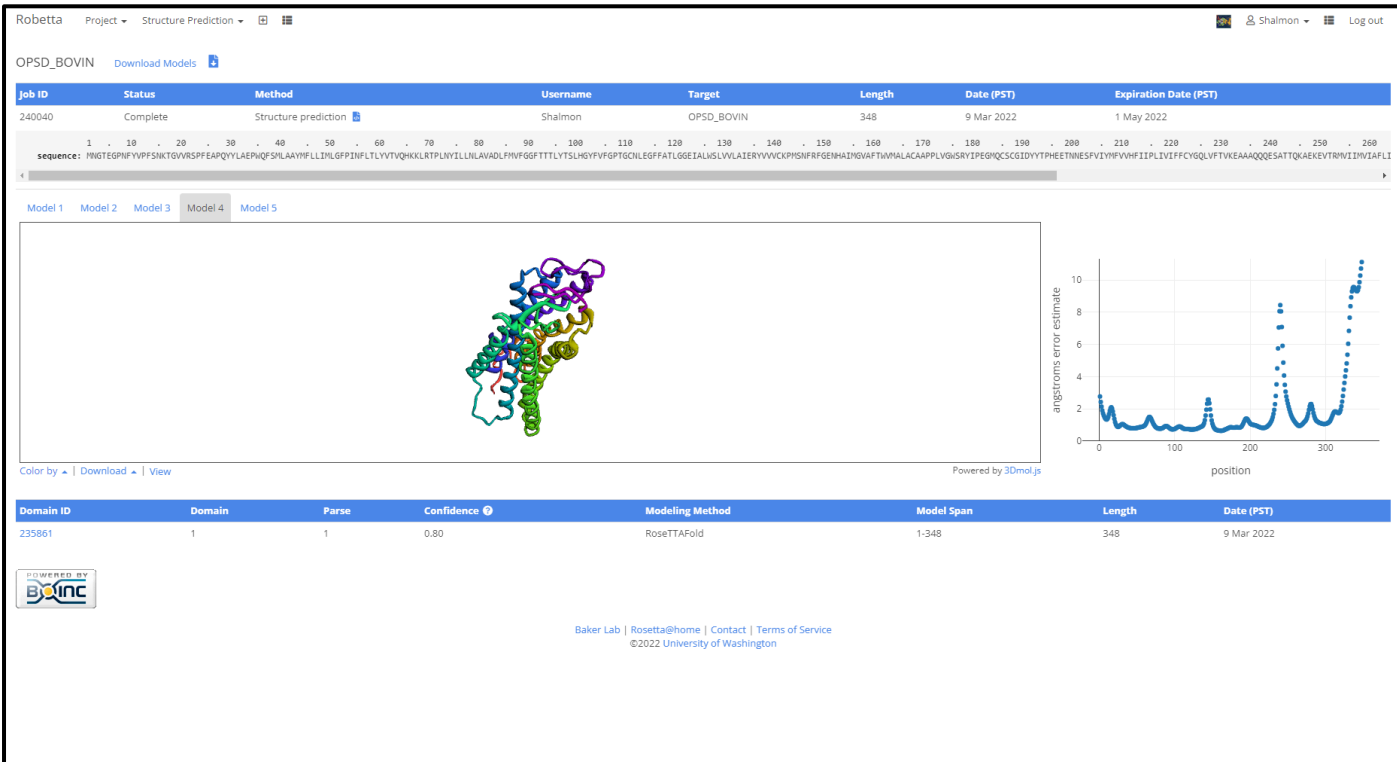 Robetta Project Structure Prediction Shalmon Log out
OPSD_BOVIN Download Models
Job ID Status Method Username Target Length Date (PST) Expiration Date (PST)
240040 Complete Structure prediction Shalmon OPSD_BOVIN 348 9 Mar 2022 1 May 2022
1 . 10 . 20 . 30 . 40 . 50 . 60 . 70 . 80 . 90 . 100 . 110 . 120 . 130 . 140 . 150 . 160 . 170 . 180 . 190 . 200 . 210 . 220 . 230 . 240 . 250 . 260
sequence: MNGTEGPNFYVPFSNKTGVVRSPFEAPQYYLAEPWQFSMLAAYMFLLIMLGFPINFLTLYVTVQHKKLRTPLNYILLNLAVADLFMVFGGFTTTLYTSLHGYFVFGPTGCNLEGFFATLGGEIALWSLVVLAIERYVVVCKPMSNFRFGENHAIMGVAFTWVMALACAAPPLVGWSRYIPEGMQCSCGIDYYTPHEETNNESFVIYMFVVHFIIPLIVIFFCYGQLVFTVKEAAAQQQESATTQKAEKEVTRMVIIMVIAFLI
Model 1 Model 2 Model 3 Model 4 Model 5
10
8
6
4
2
0
angstroms error estimate
0 100 200 300
position
Color by | Download | View Powered by 3Dmol.js
Domain ID Domain Parse Confidence Modeling Method Model Span Length Date (PST)
235861 1 1 0.80 RoseTTAFold 1-348 348 9 Mar 2022
POWERED BY
BOINC
Baker Lab | Rosetta@home | Contact | Terms of Service
©2022 University of Washington